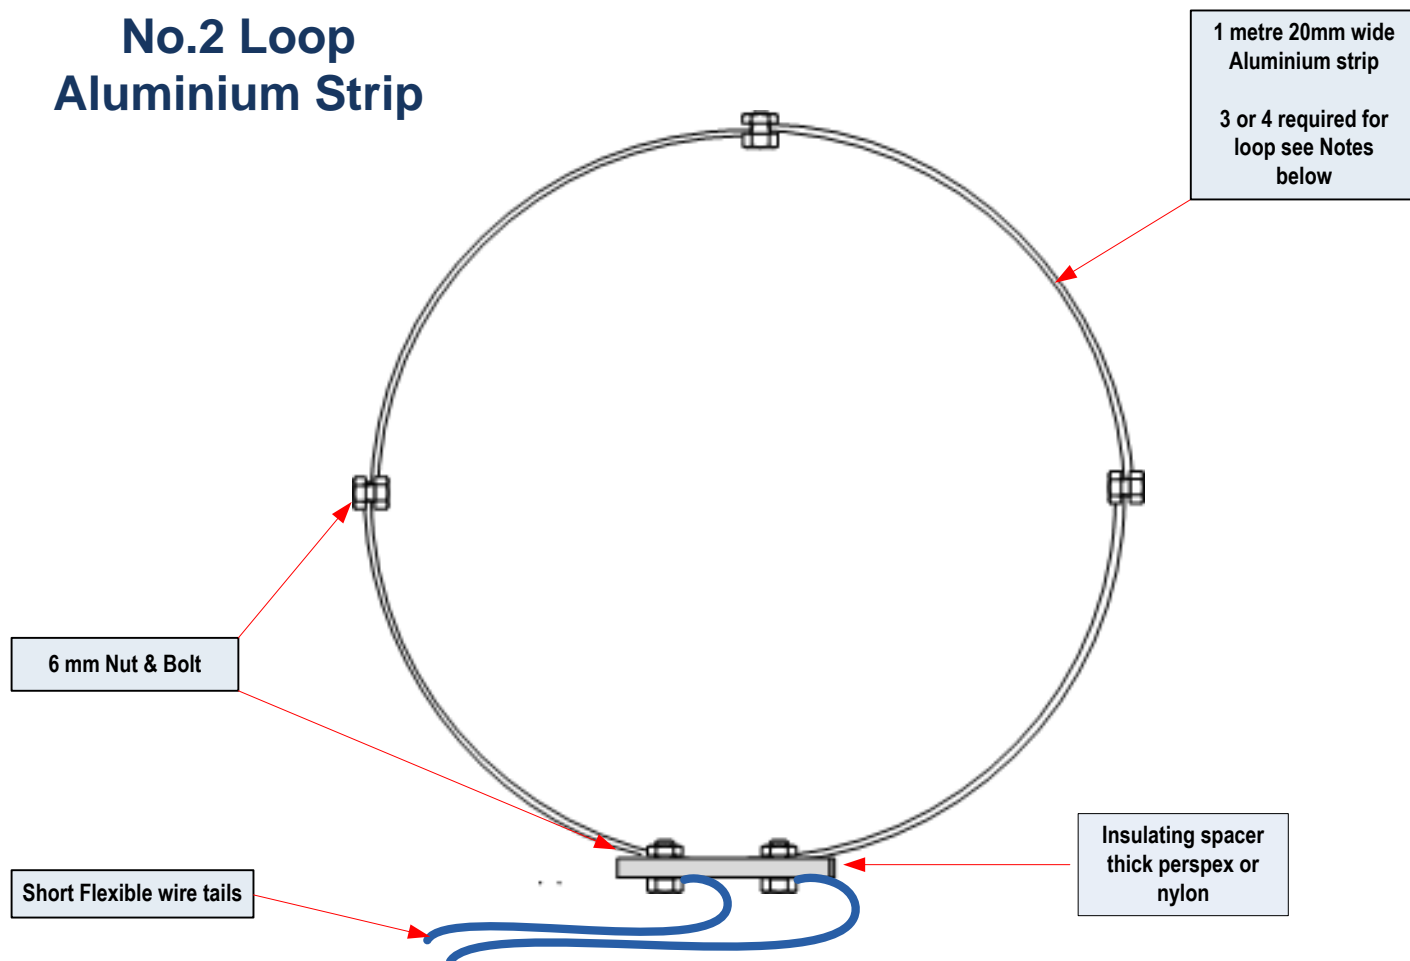 No.2 Loop
Aluminium Strip
1 metre 20mm wide
Aluminium strip
3 or 4 required for
loop see Notes
below
6 mm Nut & Bolt
Short Flexible wire tails
Insulating spacer
thick perspex or
nylon